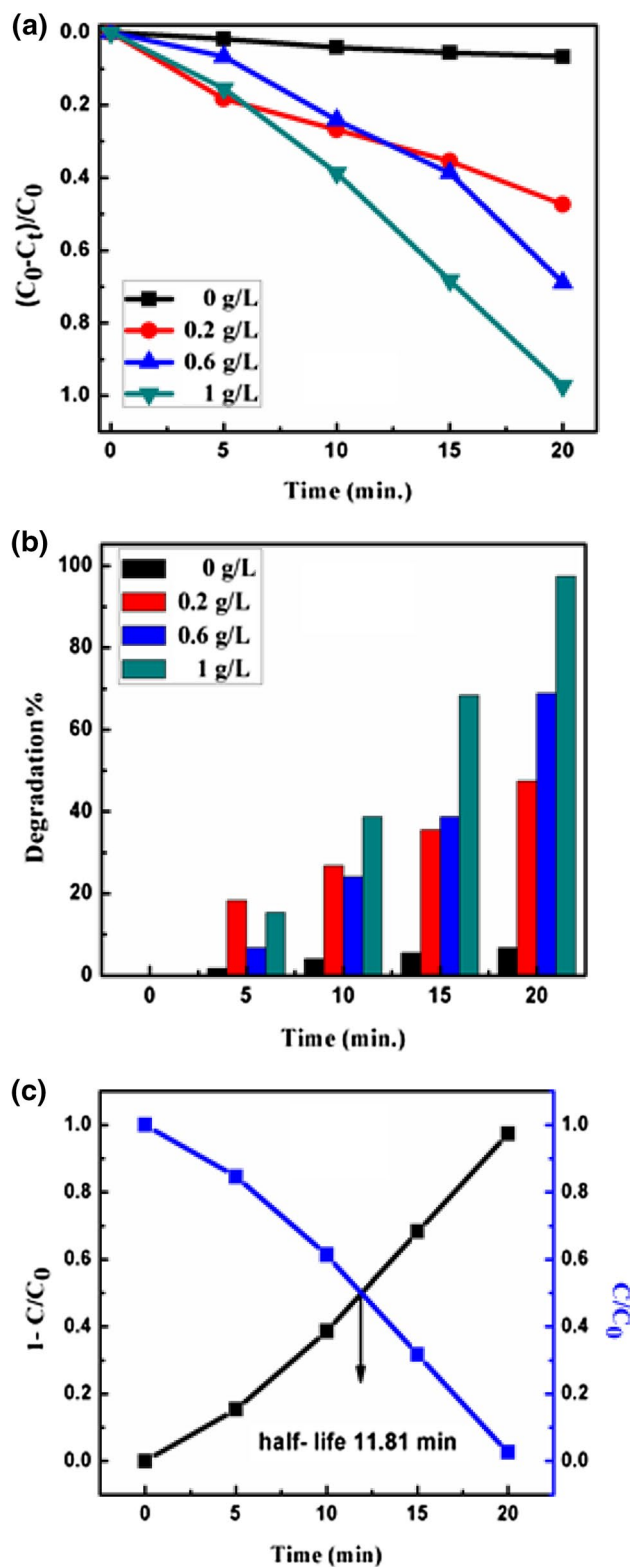 (a)
0.0
0.2
0.4
0.6
0.8
1.0
(C0-Ct)/C0
0 g/L
0.2 g/L
0.6 g/L
1 g/L
0 5 10 15 20
Time (min.)
(b)
100
80
60
40
20
0
Degradation%
0 g/L
0.2 g/L
0.6 g/L
1 g/L
0 5 10 15 20
Time (min.)
(c)
1.0
0.8
0.6
0.4
0.2
0.0
1- C/C0
1.0
0.8
0.6
0.4
0.2
0.0
C/C0
half- life 11.81 min
0 5 10 15 20
Time (min)